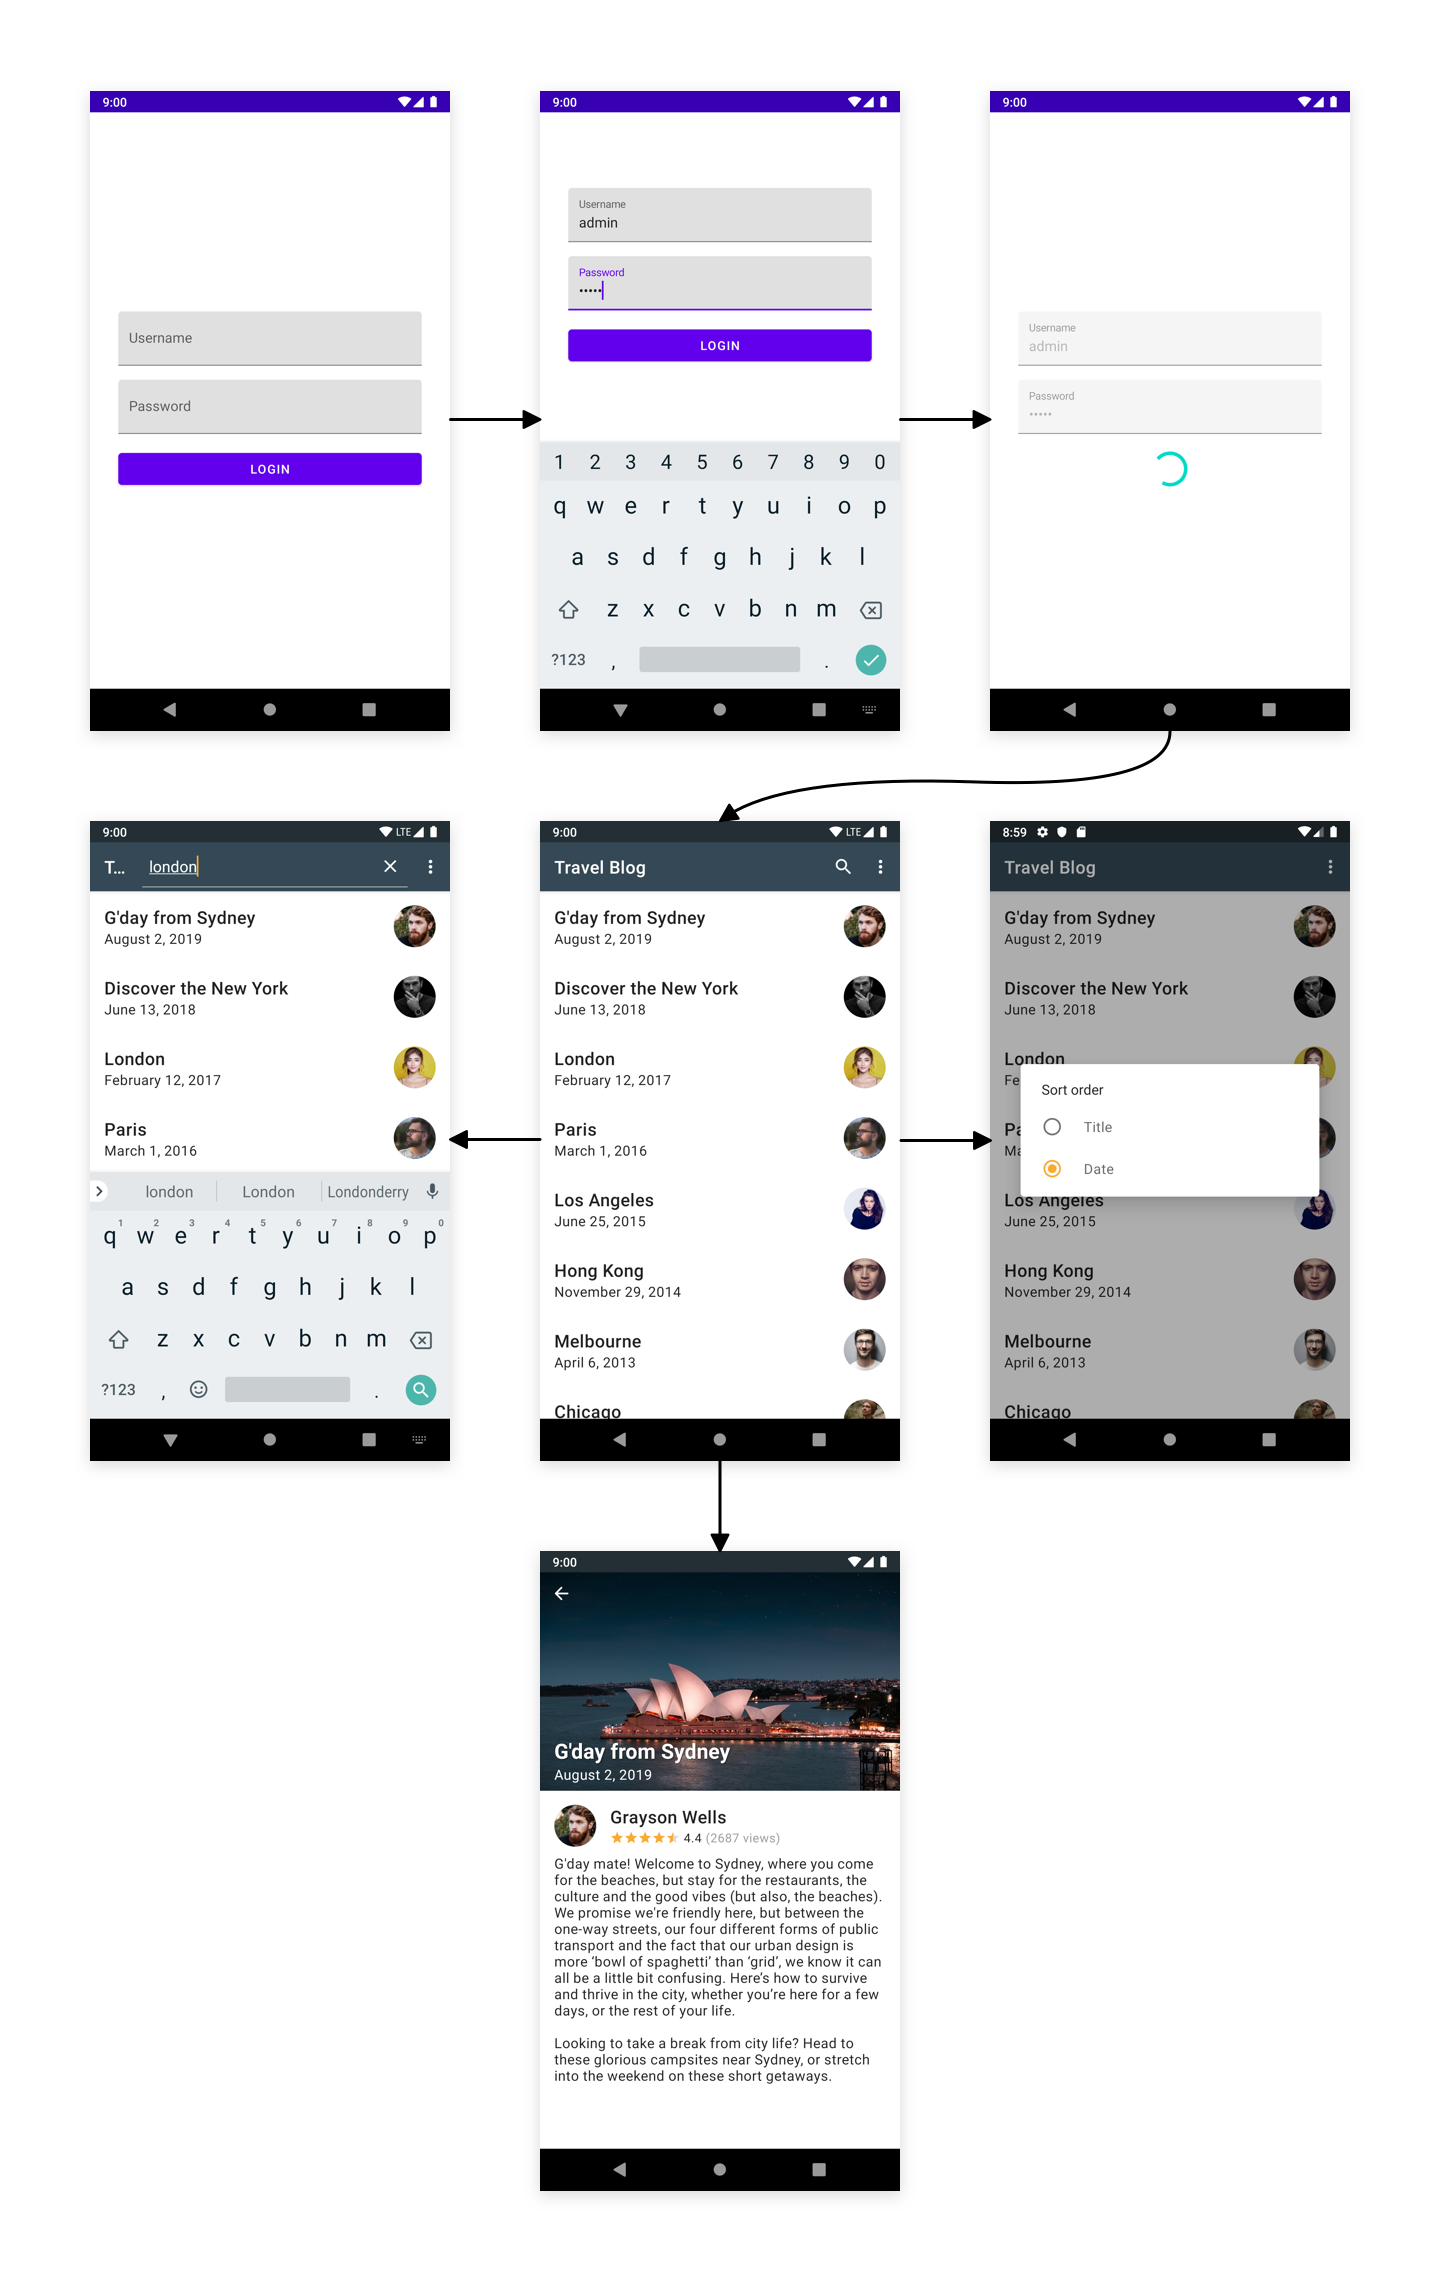 9:00
Username
Password
LOGIN
9:00
Username
admin
Password
•••••
LOGIN
1 2 3 4 5 6 7 8 9 0
q w e r t y u i o p
a s d f g h j k l
z x c v b n m
?123 , .
9:00
Username
admin
Password
•••••
9:00 LTE
T... london
G'day from Sydney
August 2, 2019
Discover the New York
June 13, 2018
London
February 12, 2017
Paris
March 1, 2016
london London Londonderry
1 2 3 4 5 6 7 8 9 0
q w e r t y u i o p
a s d f g h j k l
z x c v b n m
?123 , .
9:00 LTE
Travel Blog
G'day from Sydney
August 2, 2019
Discover the New York
June 13, 2018
London
February 12, 2017
Paris
March 1, 2016
Los Angeles
June 25, 2015
Hong Kong
November 29, 2014
Melbourne
April 6, 2013
Chicago
8:59
Travel Blog
G'day from Sydney
August 2, 2019
Discover the New York
June 13, 2018
London
Fe
Sort order
Title
Date
Pa
Ma
Los Angeles
June 25, 2015
Hong Kong
November 29, 2014
Melbourne
April 6, 2013
Chicago
9:00
G'day from Sydney
August 2, 2019
Grayson Wells
4.4 (2687 views)
G'day mate! Welcome to Sydney, where you come
for the beaches, but stay for the restaurants, the
culture and the good vibes (but also, the beaches).
We promise we're friendly here, but between the
one-way streets, our four different forms of public
transport and the fact that our urban design is
more ‘bowl of spaghetti’ than ‘grid’, we know it can
all be a little bit confusing. Here’s how to survive
and thrive in the city, whether you’re here for a few
days, or the rest of your life.
Looking to take a break from city life? Head to
these glorious campsites near Sydney, or stretch
into the weekend on these short getaways.